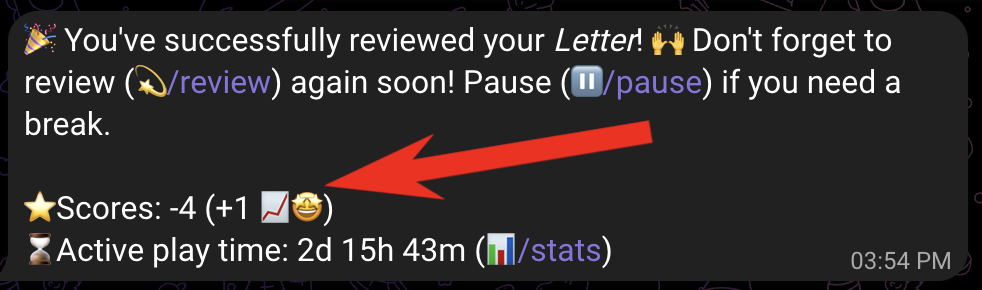 🎉 You've successfully reviewed your Letter! 🙌 Don't forget to
review (💫/review) again soon! Pause (⏸️/pause) if you need a
break.
⭐Scores: -4 (+1 📈🤩)
⏳Active play time: 2d 15h 43m (📊/stats)
03:54 PM